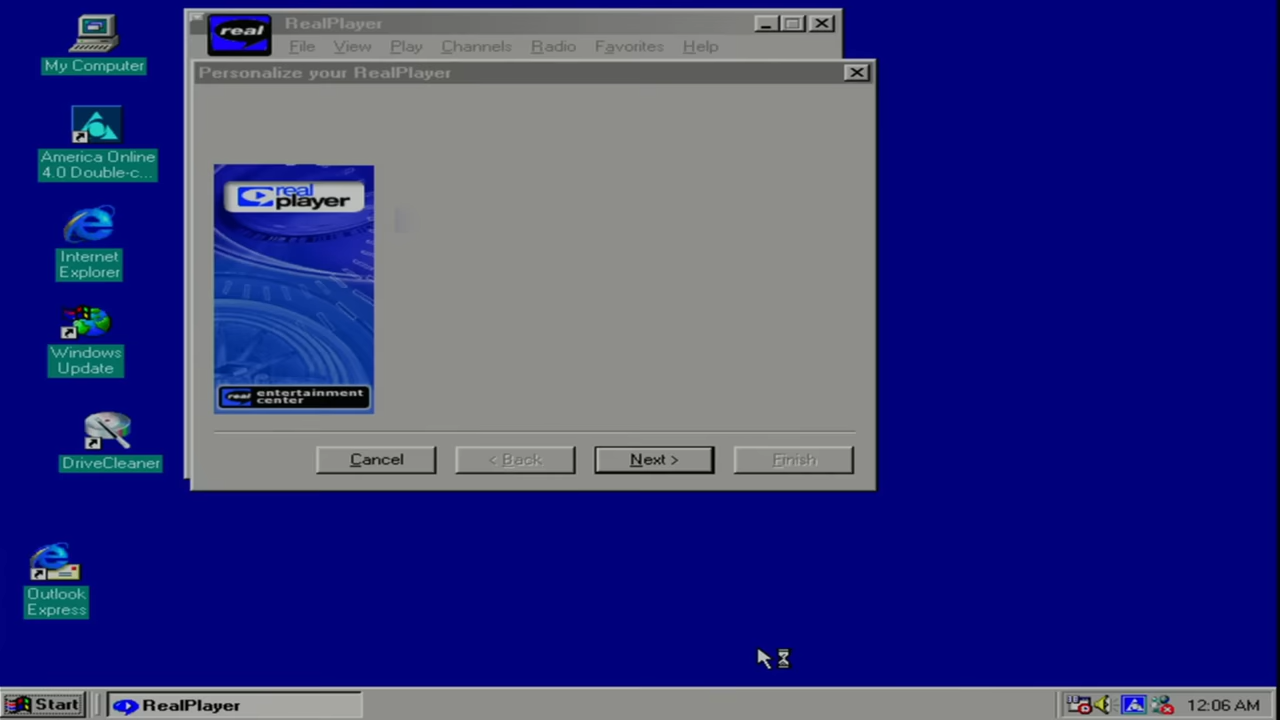 My Computer
America Online
4.0 Double-c...
Internet
Explorer
Windows
Update
DriveCleaner
Outlook
Express
real
RealPlayer
File View Play Channels Radio Favorites Help
Personalize your RealPlayer
real
player
real entertainment
center
Cancel
< Back
Next >
Finish
Start
RealPlayer
12:06 AM